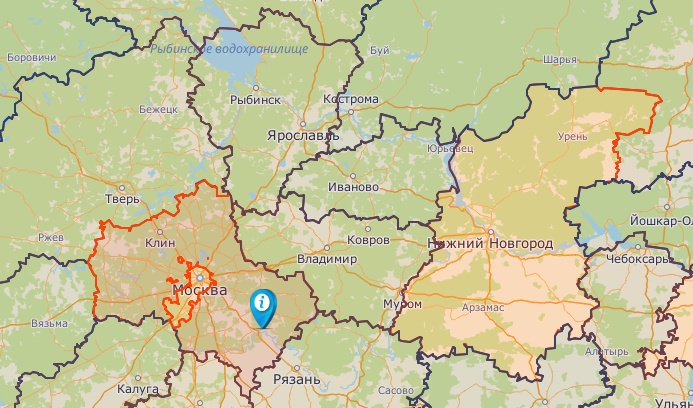 Рыбинское водохранилище
Буй
Боровичи
Шарья
Рыбинск
Кострома
Бежецк
Ярославль
Урень
Юрьевец
Иваново
Тверь
Йошкар-Ол
Ржев
Клин
Ковров
Нижний Новгород
Владимир
Чебоксары
Москва
i
Муром
Арзамас
Вязьма
Алатырь
Рязань
Калуга
Сасово
Ульян